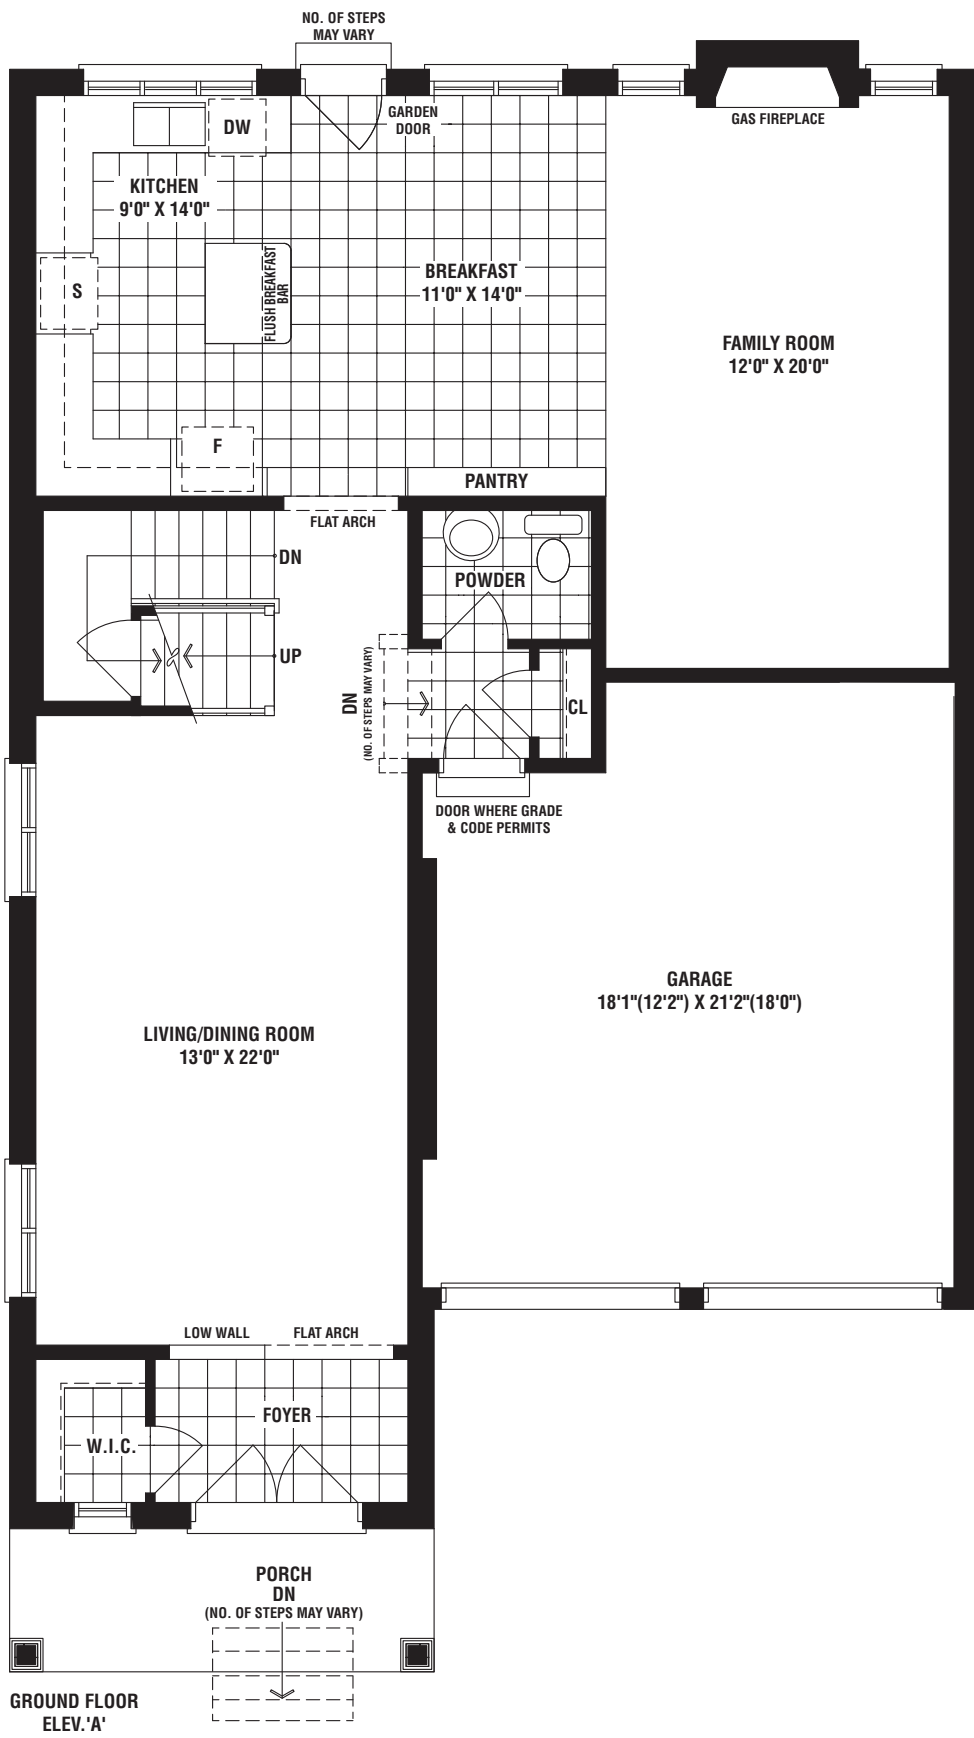 NO. OF STEPS
MAY VARY
DW
GARDEN
DOOR
GAS FIREPLACE
KITCHEN
9'0" X 14'0"
S
FLUSH BREAKFAST
BAR
BREAKFAST
11'0" X 14'0"
FAMILY ROOM
12'0" X 20'0"
F
PANTRY
FLAT ARCH
DN
POWDER
UP
DN
(NO. OF STEPS MAY VARY)
CL
DOOR WHERE GRADE
& CODE PERMITS
GARAGE
18'1"(12'2") X 21'2"(18'0")
LIVING/DINING ROOM
13'0" X 22'0"
LOW WALL
FLAT ARCH
FOYER
W.I.C.
PORCH
DN
(NO. OF STEPS MAY VARY)
GROUND FLOOR
ELEV.'A'